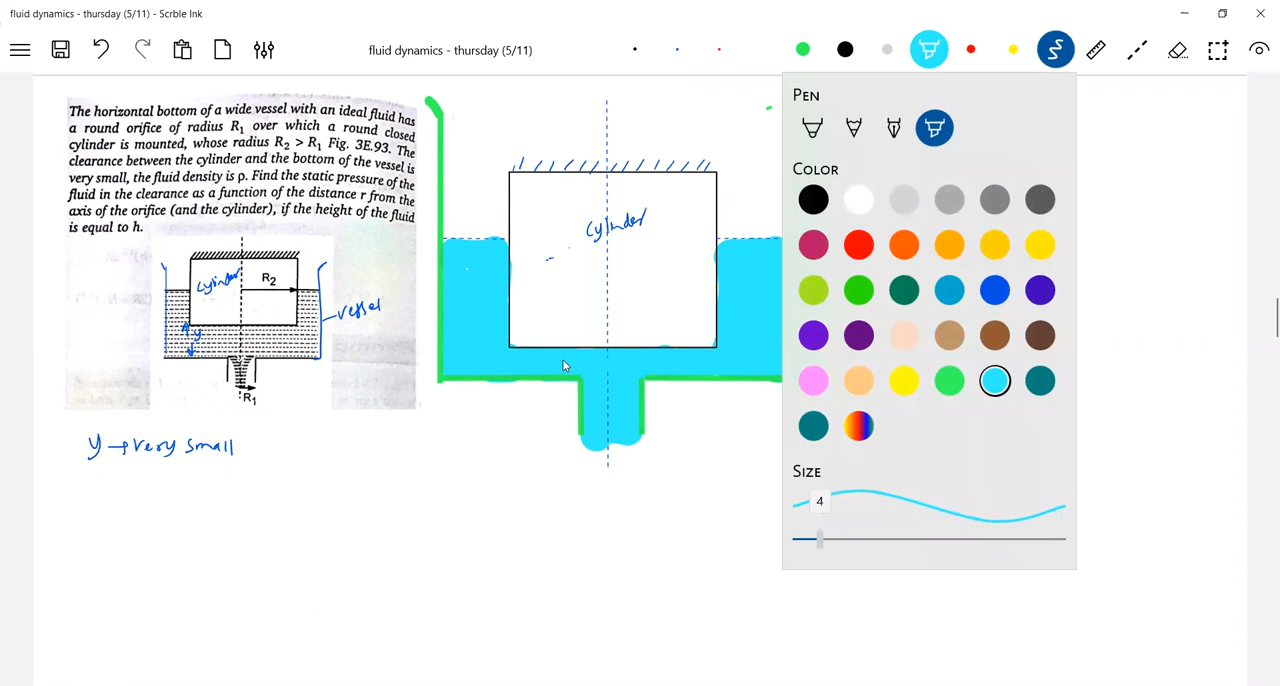 fluid dynamics - thursday (5/11) - Scrble Ink
fluid dynamics - thursday (5/11)
The horizontal bottom of a wide vessel with an ideal fluid has
a round orifice of radius R₁ over which a round closed
cylinder is mounted, whose radius R₂ > R₁ Fig. 3E.93. The
clearance between the cylinder and the bottom of the vessel is
very small, the fluid density is ρ. Find the static pressure of the
fluid in the clearance as a function of the distance r from the
axis of the orifice (and the cylinder), if the height of the fluid
is equal to h.
cylinder
R₂
vessel
y
R₁
y → very small
cylinder
PEN
COLOR
SIZE
4